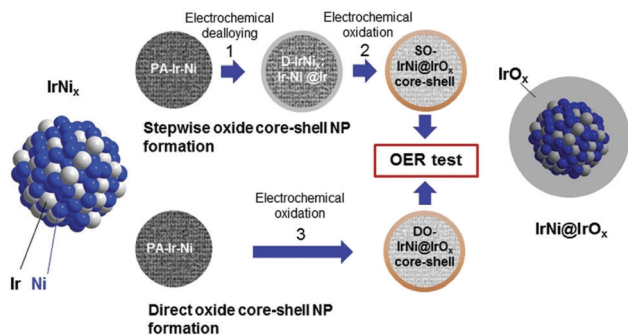 IrNiₓ
Ir Ni
Electrochemical
dealloying
1
Electrochemical
oxidation
2
PA-Ir-Ni
D-IrNiₓ:
Ir-Ni @Ir
SO-
IrNi@IrOₓ
core-shell
Stepwise oxide core-shell NP
formation
OER test
PA-Ir-Ni
Electrochemical
oxidation
3
DO-
IrNi@IrOₓ
core-shell
Direct oxide core-shell NP
formation
IrOₓ
IrNi@IrOₓ